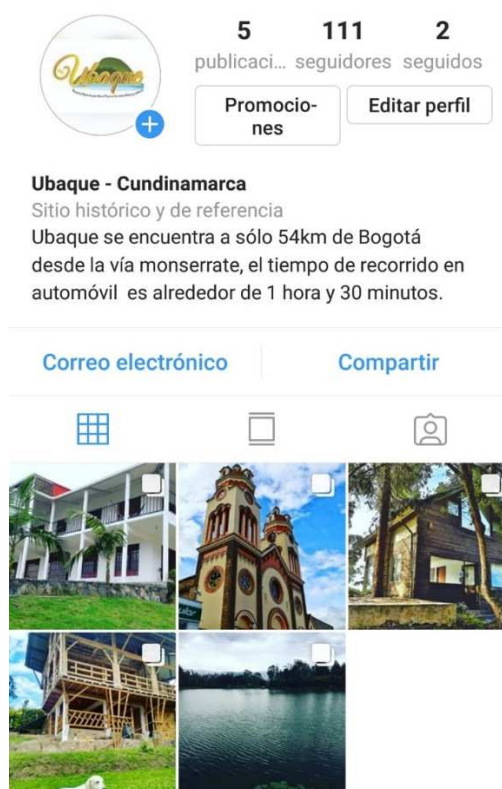 Ubaque
5 111 2
publicaci... seguidores seguidos
Promocio-
nes
Editar perfil
Ubaque - Cundinamarca
Sitio histórico y de referencia
Ubaque se encuentra a sólo 54km de Bogotá
desde la vía monserrate, el tiempo de recorrido en
automóvil es alrededor de 1 hora y 30 minutos.
Correo electrónico
Compartir